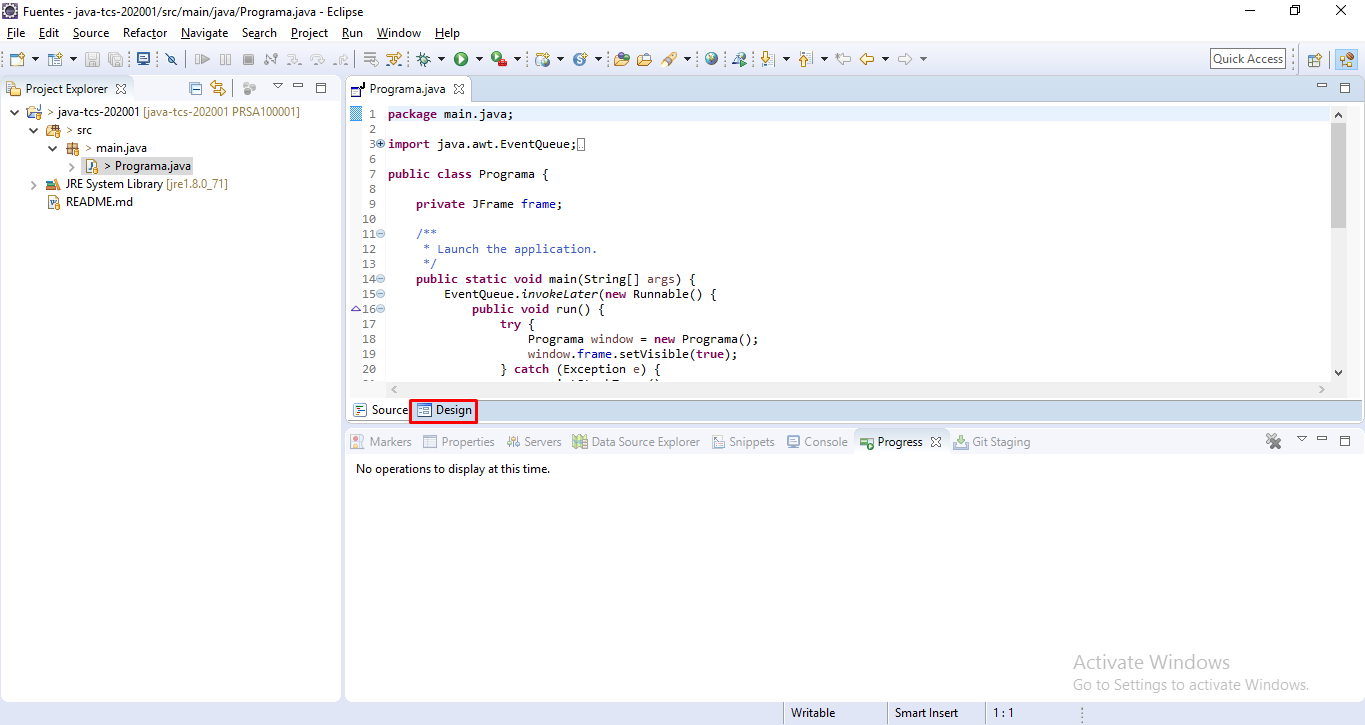 Fuentes - java-tcs-202001/src/main/java/Programa.java - Eclipse
File Edit Source Refactor Navigate Search Project Run Window Help
Quick Access
Project Explorer
> java-tcs-202001 [java-tcs-202001 PRSA100001]
> src
> main.java
> Programa.java
JRE System Library [jre1.8.0_71]
README.md
Programa.java
1 package main.java;
2
3 import java.awt.EventQueue;
6
7 public class Programa {
8
9 private JFrame frame;
10
11 /**
12 * Launch the application.
13 */
14 public static void main(String[] args) {
15 EventQueue.invokeLater(new Runnable() {
16 public void run() {
17 try {
18 Programa window = new Programa();
19 window.frame.setVisible(true);
20 } catch (Exception e) {
Source Design
Markers Properties Servers Data Source Explorer Snippets Console Progress Git Staging
No operations to display at this time.
Activate Windows
Go to Settings to activate Windows.
Writable Smart Insert 1 : 1